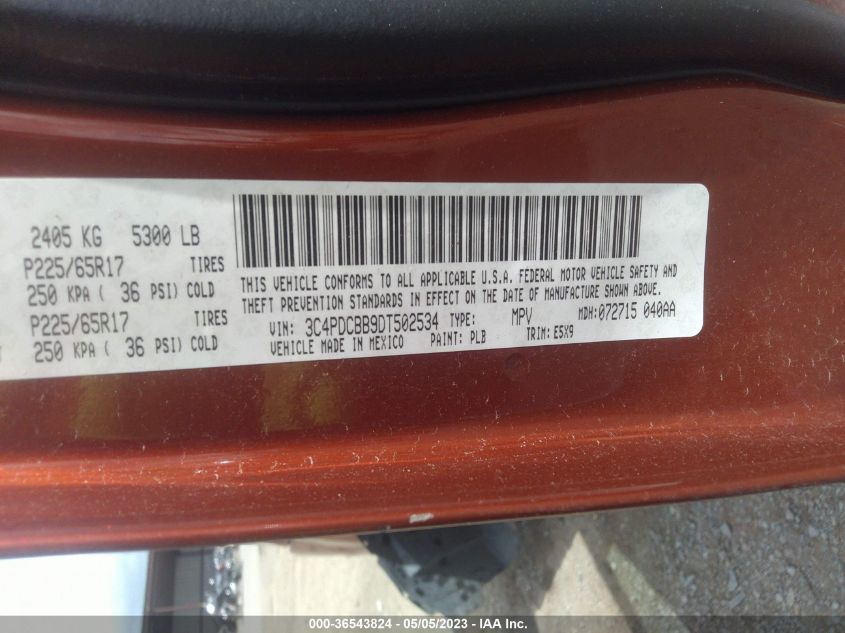 2405 KG 5300 LB
P225/65R17 TIRES
250 KPA ( 36 PSI) COLD
P225/65R17 TIRES
250 KPA ( 36 PSI) COLD
THIS VEHICLE CONFORMS TO ALL APPLICABLE U.S.A. FEDERAL MOTOR VEHICLE SAFETY AND
THEFT PREVENTION STANDARDS IN EFFECT ON THE DATE OF MANUFACTURE SHOWN ABOVE.
VIN: 3C4PDCBB9DT502534 TYPE: MPV MDH: 072715 040AA
VEHICLE MADE IN MEXICO PAINT: PLB TRIM: E5X9
000-36543824 - 05/05/2023 - IAA Inc.